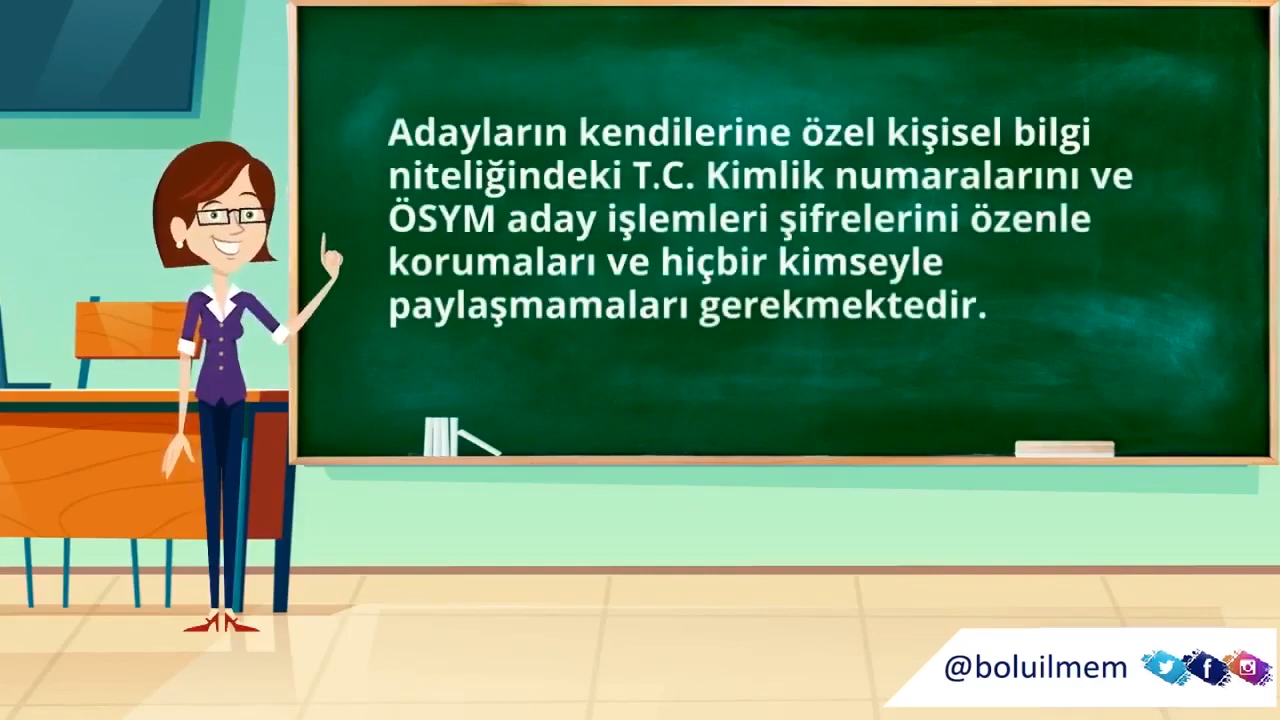 Adayların kendilerine özel kişisel bilgi
niteliğindeki T.C. Kimlik numaralarını ve
ÖSYM aday işlemleri şifrelerini özenle
korumaları ve hiçbir kimseyle
paylaşmamaları gerekmektedir.
@boluilmem